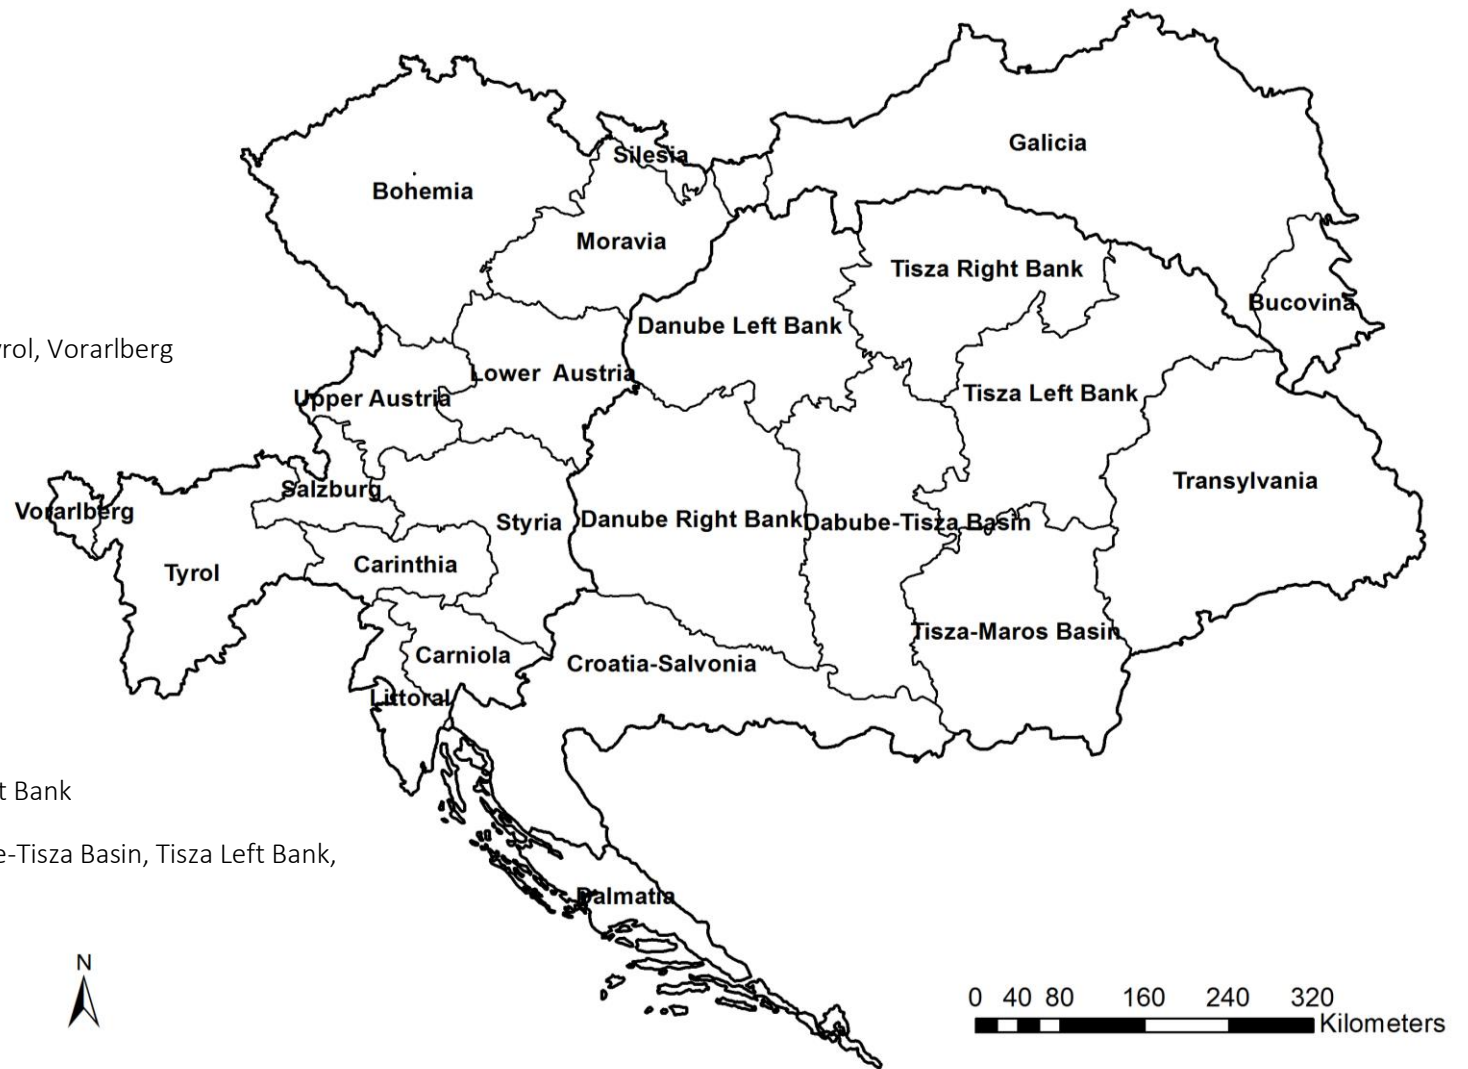 Galicia
Silesia
Bohemia
Moravia
Tisza Right Bank
Bucovina
Danube Left Bank
yrol, Vorarlberg
Lower Austria
Upper Austria
Tisza Left Bank
Transylvania
Salzburg
Vorarlberg
Styria
Danube Right Bank
Dabube-Tisza Basin
Carinthia
Tyrol
Tisza-Maros Basin
Carniola
Croatia-Salvonia
Littoral
t Bank
e-Tisza Basin, Tisza Left Bank,
Dalmatia
N
0 40 80 160 240 320
Kilometers